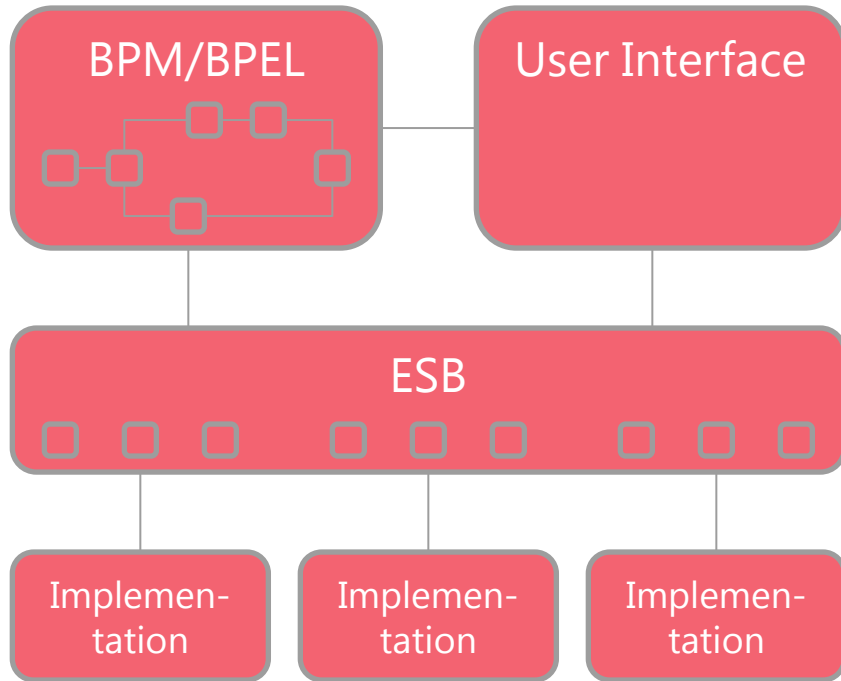 BPM/BPEL
User Interface
ESB
Implemen-
tation
Implemen-
tation
Implemen-
tation